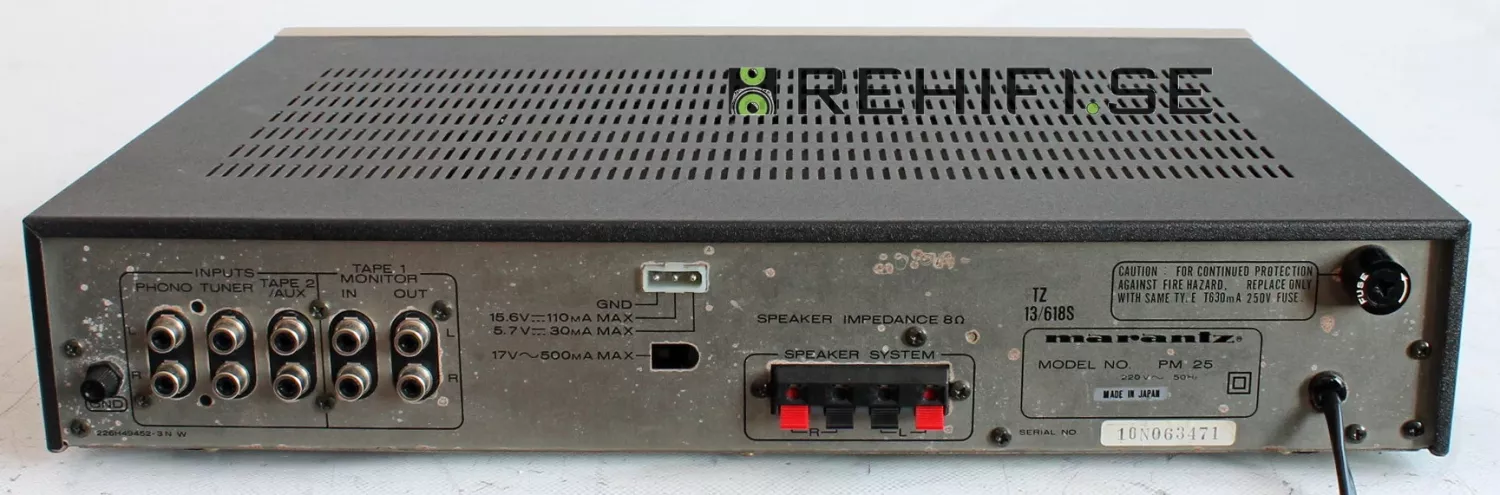 REHIFI.SE
INPUTS
PHONO TUNER TAPE 2
/AUX
TAPE 1
MONITOR
IN OUT
L L
R R
GND
226H49452-3 N W
GND
15.6V⎓110mA MAX
5.7V⎓30mA MAX
17V～500mA MAX
SPEAKER IMPEDANCE 8Ω
SPEAKER SYSTEM
R L
TZ
13/618S
CAUTION : FOR CONTINUED PROTECTION
AGAINST FIRE HAZARD, REPLACE ONLY
WITH SAME TY.E T630mA 250V FUSE.
FUSE
marantz®
MODEL NO. PM 25
220V～ 50Hz
MADE IN JAPAN
SERIAL NO. 10N063471